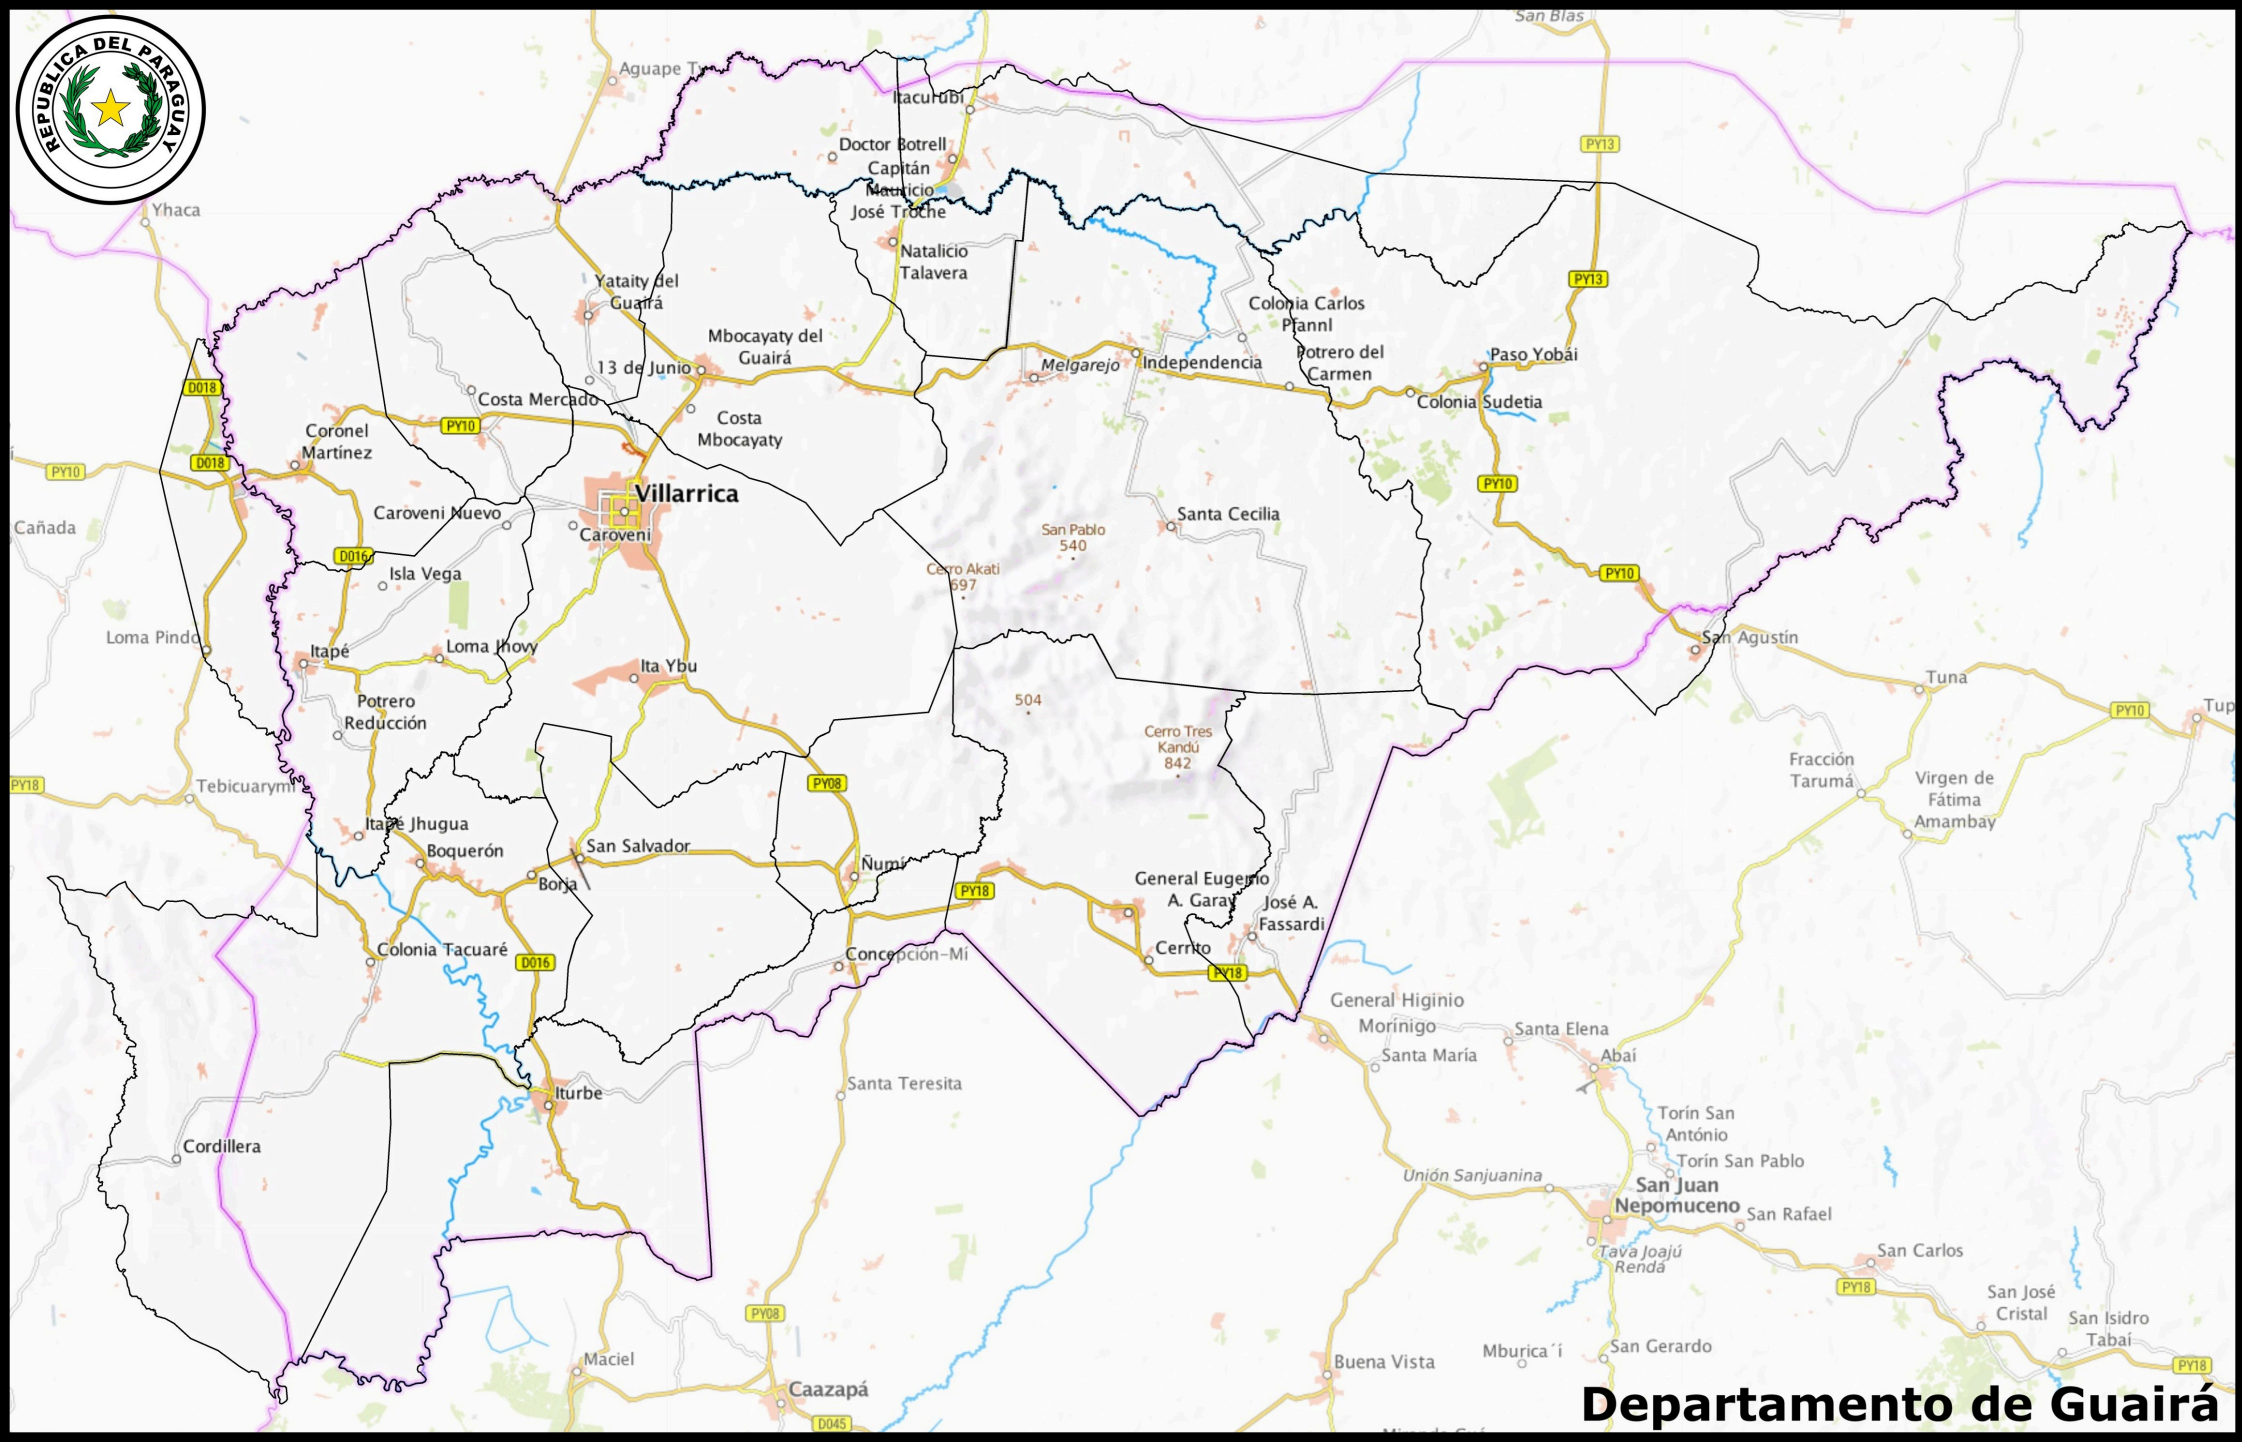 REPUBLICA DEL PARAGUAY
San Blas
Aguape
Itacurubí
PY13
Doctor Botrell
Capitán
Mauricio
José Troche
Yhaca
Natalicio
Talavera
PY13
Yataity del
Guairá
Colonia Carlos
Pfannl
Mbocayaty del
Guairá
13 de Junio
Melgarejo
Independencia
Potrero del
Carmen
Paso Yobái
D018
Costa Mercado
Colonia Sudetia
Costa
Mbocayaty
PY10
Coronel
Martínez
D018
PY10
PY10
Villarrica
Caroveni Nuevo
Caroveni
Santa Cecilia
Cañada
San Pablo
540
D016
Isla Vega
Cerro Akati
697
PY10
Loma Pindo
Itapé
Loma Jhovy
San Agustín
Ita Ybu
Tuna
Potrero
Reducción
504
PY10
Tup
Cerro Tres
Kandú
842
Fracción
Tarumá
Virgen de
Fátima
Amambay
PY18
Tebicuarymí
PY08
Itapé Jhugua
Boquerón
San Salvador
Ñumí
Borja
PY18
General Eugenio
A. Garay
José A.
Fassardi
Colonia Tacuaré
D016
Concepción-Mí
Cerrito
PY18
General Higinio
Morínigo
Santa Elena
Santa María
Abaí
Iturbe
Santa Teresita
Torín San
António
Cordillera
Torín San Pablo
Unión Sanjuanina
San Juan
Nepomuceno
San Rafael
Tava Joajú
Rendá
San Carlos
PY18
PY08
San José
Cristal
San Isidro
Tabaí
Maciel
Buena Vista
Mburica´í
San Gerardo
PY18
Caazapá
D045
Departamento de Guairá